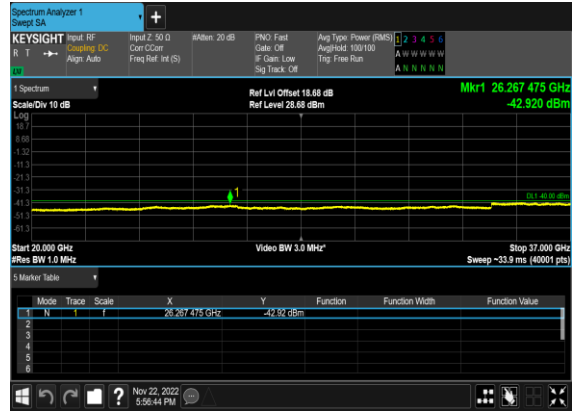 Spectrum Analyzer 1
Swept SA
+
KEYSIGHT Input: RF Input Z: 50 Ω #Atten: 20 dB PNO: Fast Avg Type: Power (RMS) 1 2 3 4 5 6
R T Coupling: DC Corr CCorr Gate: Off Avg|Hold: 100/100 A W W W W W
Align: Auto Freq Ref: Int (S) IF Gain: Low Trig: Free Run
Sig Track: Off A N N N N N
1 Spectrum Ref Lvl Offset 18.68 dB Mkr1 26.267 475 GHz
Scale/Div 10 dB Ref Level 28.68 dBm -42.920 dBm
Log
18.7
8.68
-1.32
-11.3
-21.3
-31.3
1
DL1 -40.00 dBm
-41.3
-51.3
-61.3
Start 20.000 GHz Video BW 3.0 MHz* Stop 37.000 GHz
#Res BW 1.0 MHz Sweep ~33.9 ms (40001 pts)
5 Marker Table
Mode Trace Scale X Y Function Function Width Function Value
1 N 1 f 26.267 475 GHz -42.92 dBm
2
3
4
5
6
? Nov 22, 2022
5:56:44 PM